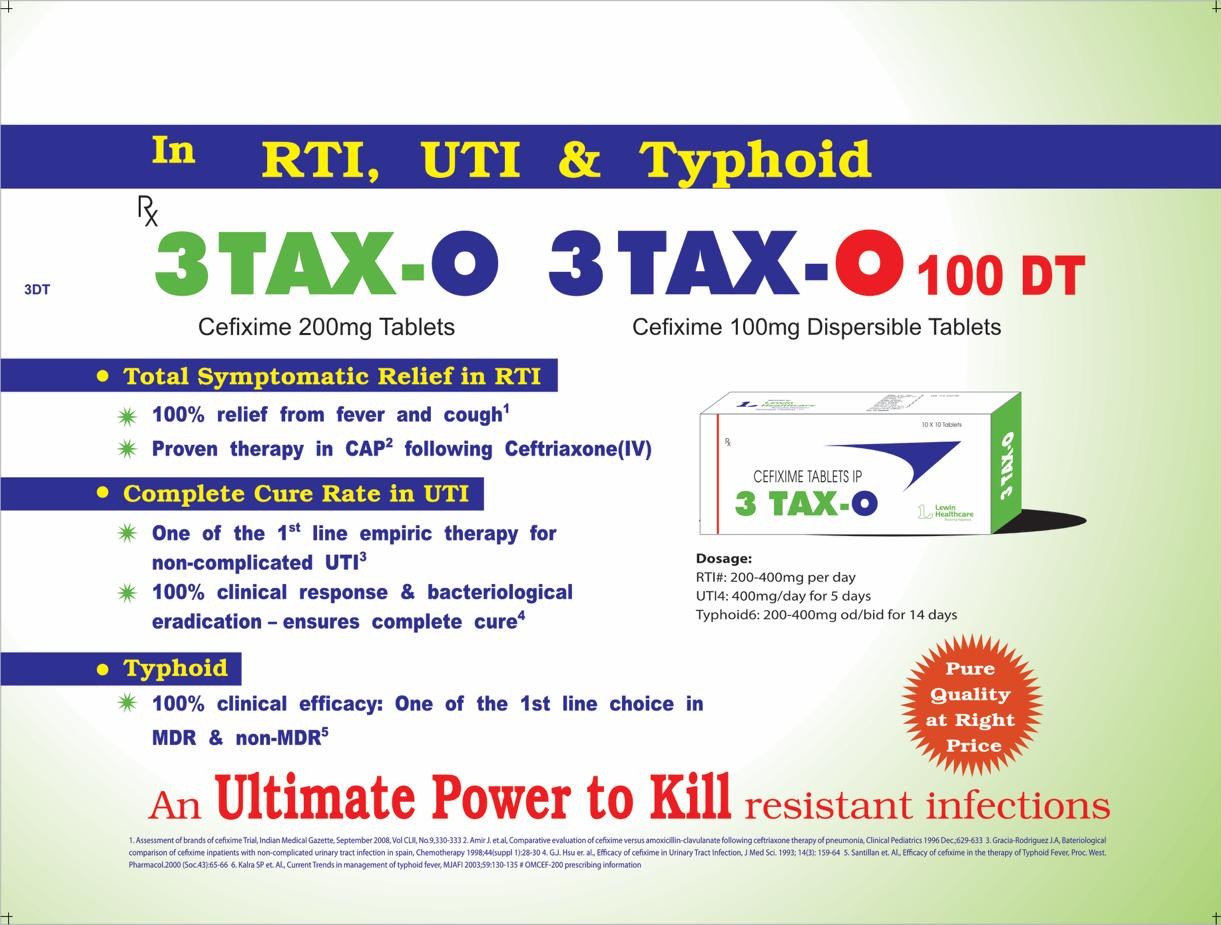 In RTI, UTI & Typhoid
Rx
3 TAX-O 3 TAX-O 100 DT
3DT
Cefixime 200mg Tablets Cefixime 100mg Dispersible Tablets
• Total Symptomatic Relief in RTI
100% relief from fever and cough1
Proven therapy in CAP2 following Ceftriaxone(IV)
• Complete Cure Rate in UTI
One of the 1st line empiric therapy for
non-complicated UTI3
100% clinical response & bacteriological
eradication – ensures complete cure4
• Typhoid
100% clinical efficacy: One of the 1st line choice in
MDR & non-MDR5
Lewin
Healthcare
10 X 10 Tablets
Rx
CEFIXIME TABLETS IP
3 TAX-O
Lewin
Healthcare
3 TAX-O
Dosage:
RTI#: 200-400mg per day
UTI4: 400mg/day for 5 days
Typhoid6: 200-400mg od/bid for 14 days
Pure
Quality
at Right
Price
An Ultimate Power to Kill resistant infections
1. Assessment of brands of cefixime Trial, Indian Medical Gazette, September 2008, Vol CLII, No.9,330-333 2. Amir J. et.al, Comparative evaluation of cefixime versus amoxicillin-clavulanate following ceftriaxone therapy of pneumonia, Clinical Pediatrics 1996 Dec;629-633 3. Gracia-Rodriguez J.A, Bateriological
comparison of cefixime inpatients with non-complicated urinary tract infection in spain, Chemotherapy 1998;44(suppl 1):28-30 4. G.J. Hsu er. al., Efficacy of cefixime in Urinary Tract Infection, J Med Sci. 1993; 14(3): 159-64 5. Santillan et. Al., Efficacy of cefixime in the therapy of Typhoid Fever, Proc. West.
Pharmacol.2000 (Soc.43):65-66 6. Kalra SP et. Al., Current Trends in management of typhoid fever, MJAFI 2003;59:130-135 # OMCEF-200 prescribing information